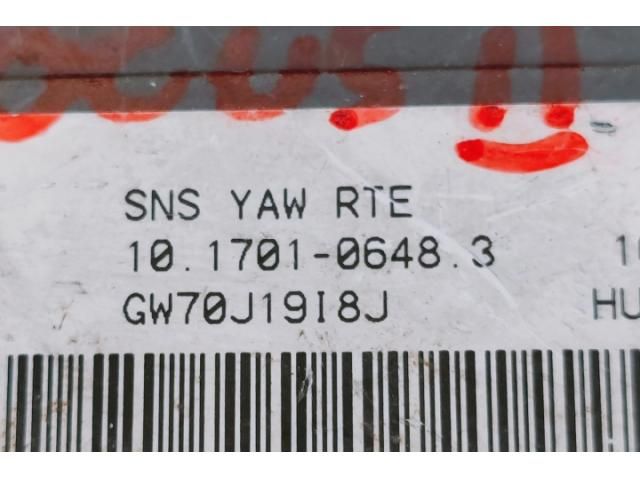 SNS YAW RTE
10.1701-0648.3
GW70J19I8J